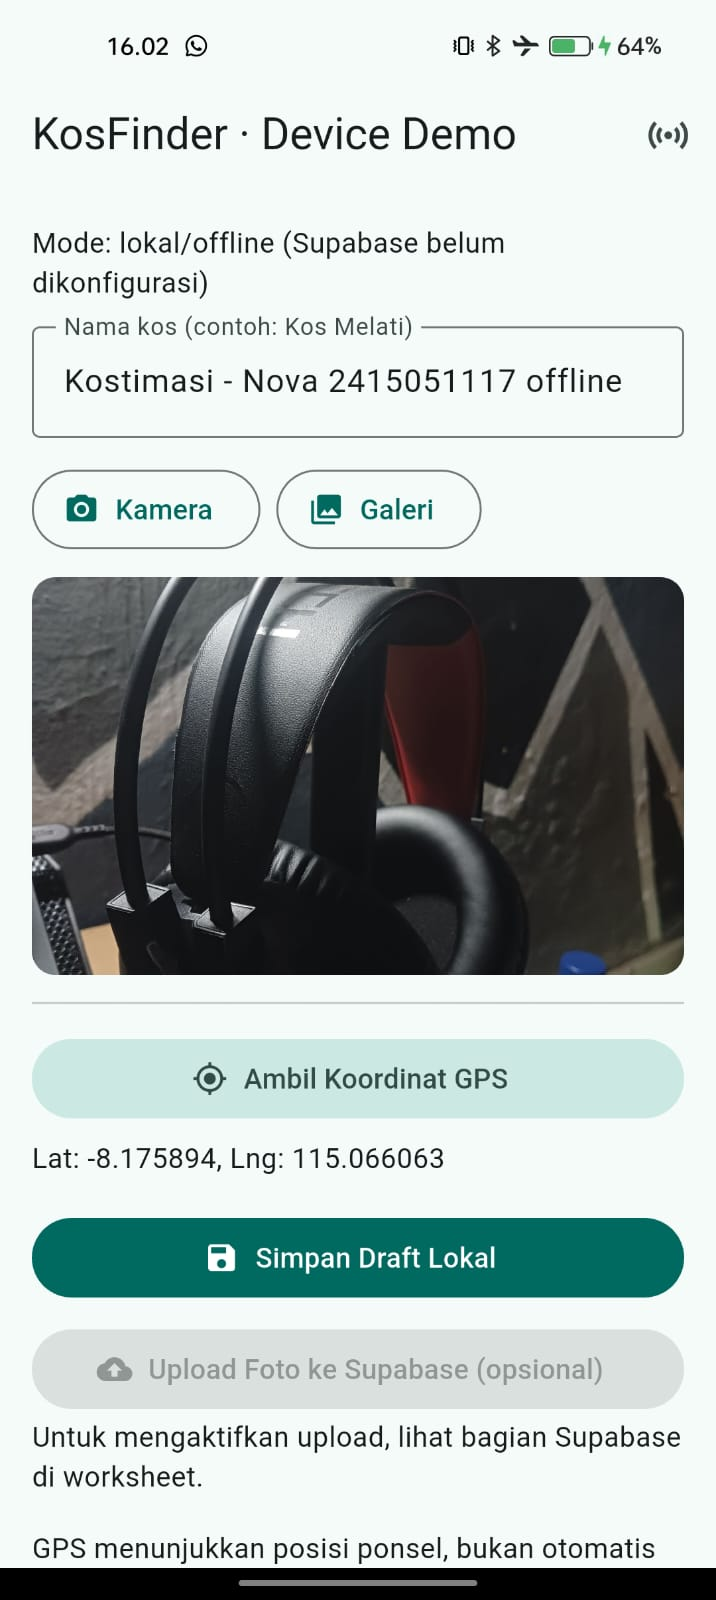 16.02
64%
KosFinder · Device Demo
Mode: lokal/offline (Supabase belum
dikonfigurasi)
Nama kos (contoh: Kos Melati)
Kostimasi - Nova 2415051117 offline
Kamera
Galeri
Ambil Koordinat GPS
Lat: -8.175894, Lng: 115.066063
Simpan Draft Lokal
Upload Foto ke Supabase (opsional)
Untuk mengaktifkan upload, lihat bagian Supabase
di worksheet.
GPS menunjukkan posisi ponsel, bukan otomatis